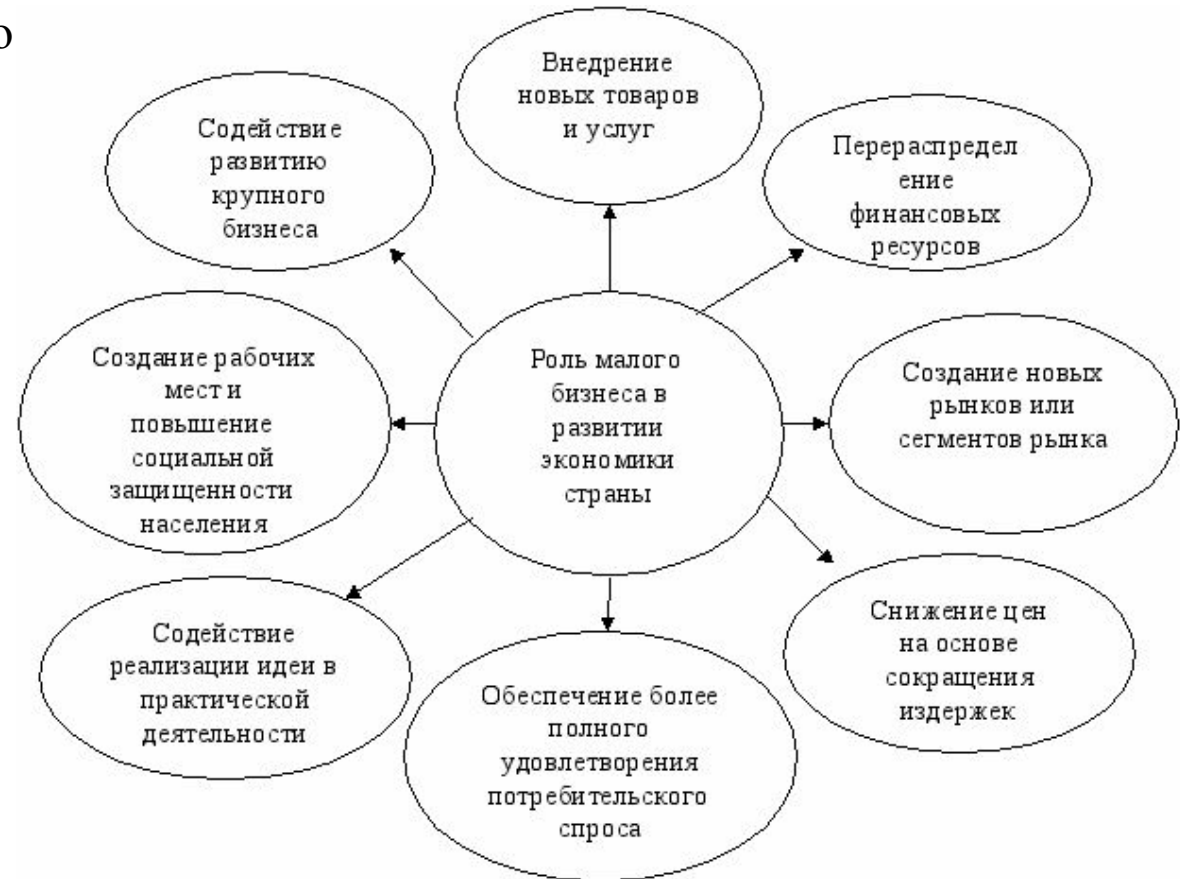 о
Внедрение
новых товаров
и услуг
Содействие
развитию
крупного
бизнеса
Перераспредел
ение
финансовых
ресурсов
Создание рабочих
мест и
повышение
социальной
защищенности
населения
Роль малого
бизнеса в
развитии
экономики
страны
Создание новых
рынков или
сегментов рынка
Содействие
реализации идеи в
практической
деятельности
Обеспечение более
полного
удовлетворения
потребительского
спроса
Снижение цен
на основе
сокращения
издержек